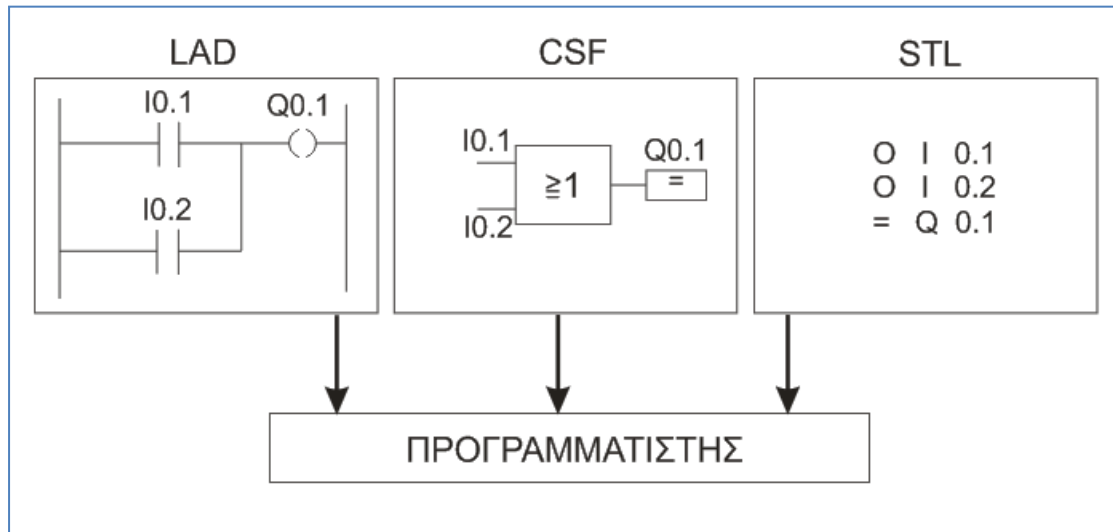 LAD
I0.1
Q0.1
I0.2
CSF
I0.1
I0.2
≧1
Q0.1
=
STL
O I 0.1
O I 0.2
= Q 0.1
ΠΡΟΓΡΑΜΜΑΤΙΣΤΗΣ